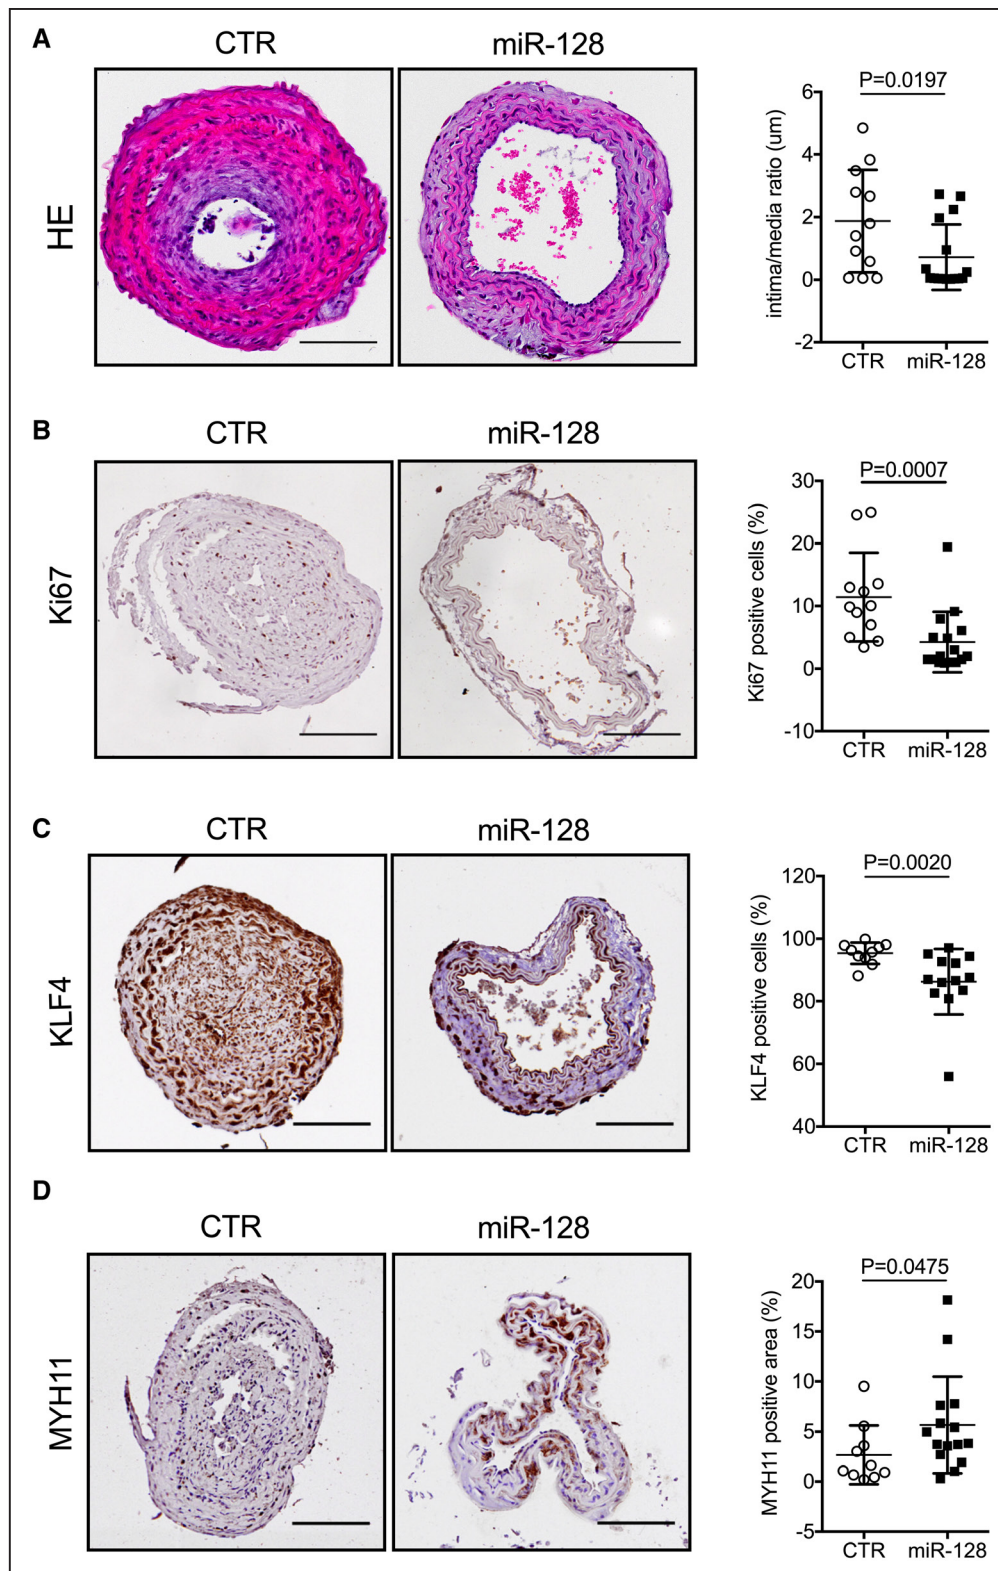 A
CTR
miR-128
HE
P=0.0197
intima/media ratio (um)
6
4
2
0
-2
CTR
miR-128
B
CTR
miR-128
Ki67
P=0.0007
Ki67 positive cells (%)
30
20
10
0
-10
CTR
miR-128
C
CTR
miR-128
KLF4
P=0.0020
KLF4 positive cells (%)
120
100
80
60
40
CTR
miR-128
D
CTR
miR-128
MYH11
P=0.0475
MYH11 positive area (%)
20
15
10
5
0
-5
CTR
miR-128